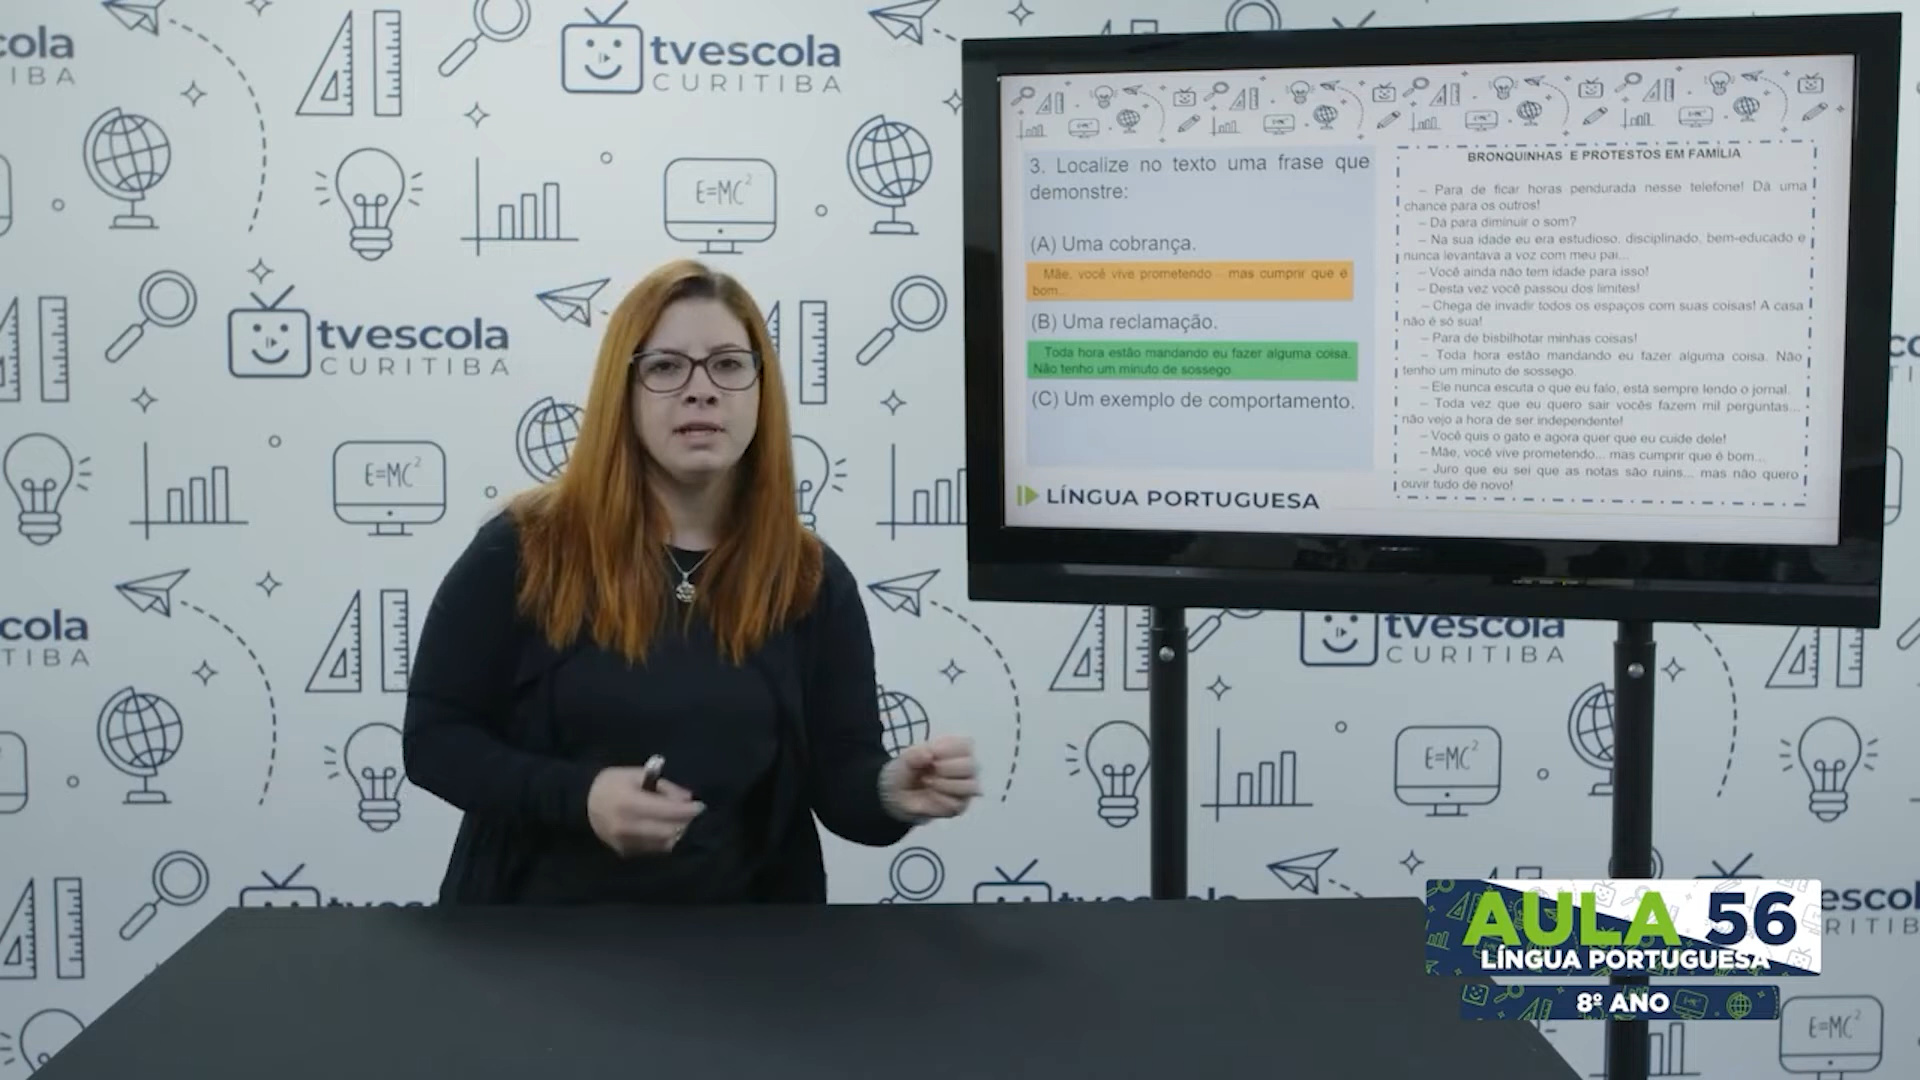 tvescola
CURITIBA
3. Localize no texto uma frase que
demonstre:
(A) Uma cobrança.
Mãe, você vive prometendo... mas cumprir que é
bom...
(B) Uma reclamação.
Toda hora estão mandando eu fazer alguma coisa.
Não tenho um minuto de sossego.
(C) Um exemplo de comportamento.
LÍNGUA PORTUGUESA
BRONQUINHAS E PROTESTOS EM FAMÍLIA
– Para de ficar horas pendurada nesse telefone! Dá uma
chance para os outros!
– Dá para diminuir o som?
– Na sua idade eu era estudioso, disciplinado, bem-educado e
nunca levantava a voz com meu pai...
– Você ainda não tem idade para isso!
– Desta vez você passou dos limites!
– Chega de invadir todos os espaços com suas coisas! A casa
não é só sua!
– Para de bisbilhotar minhas coisas!
– Toda hora estão mandando eu fazer alguma coisa. Não
tenho um minuto de sossego.
– Ele nunca escuta o que eu falo, está sempre lendo o jornal.
– Toda vez que eu quero sair vocês fazem mil perguntas...
não vejo a hora de ser independente!
– Você quis o gato e agora quer que eu cuide dele!
– Mãe, você vive prometendo... mas cumprir que é bom...
– Juro que eu sei que as notas são ruins... mas não quero
ouvir tudo de novo!
E=MC²
tvescola
CURITIBA
E=MC²
tvescola
CURITIBA
E=MC²
AULA 56
LÍNGUA PORTUGUESA
8º ANO
E=MC²